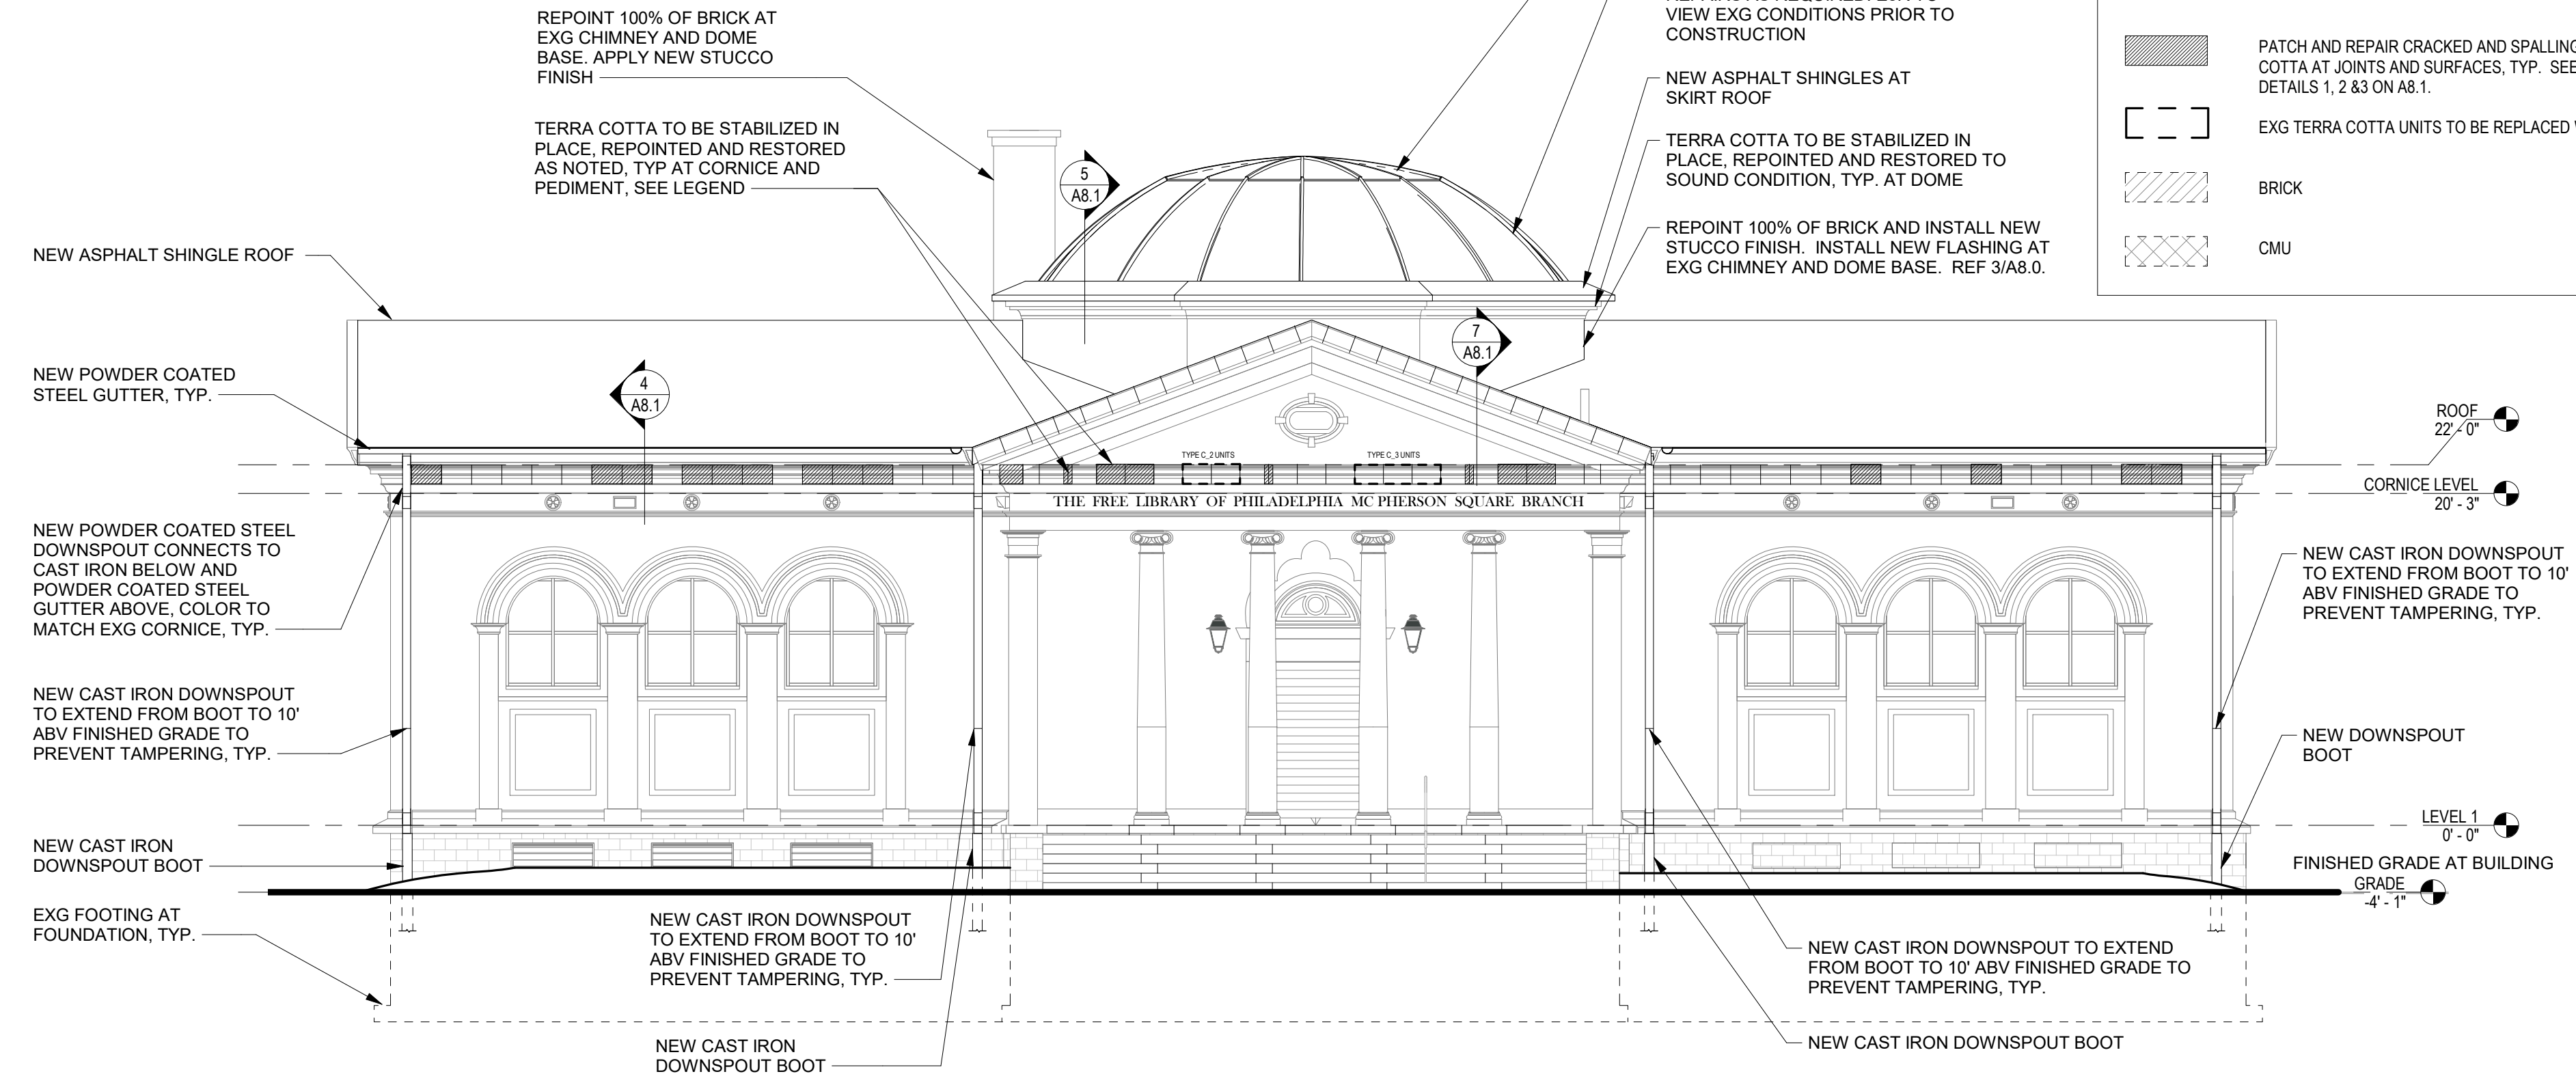 REPOINT 100% OF BRICK AT
EXG CHIMNEY AND DOME
BASE. APPLY NEW STUCCO
FINISH
TERRA COTTA TO BE STABILIZED IN
PLACE, REPOINTED AND RESTORED
AS NOTED, TYP AT CORNICE AND
PEDIMENT, SEE LEGEND
NEW ASPHALT SHINGLE ROOF
NEW POWDER COATED
STEEL GUTTER, TYP.
NEW POWDER COATED STEEL
DOWNSPOUT CONNECTS TO
CAST IRON BELOW AND
POWDER COATED STEEL
GUTTER ABOVE, COLOR TO
MATCH EXG CORNICE, TYP.
NEW CAST IRON DOWNSPOUT
TO EXTEND FROM BOOT TO 10'
ABV FINISHED GRADE TO
PREVENT TAMPERING, TYP.
NEW CAST IRON
DOWNSPOUT BOOT
EXG FOOTING AT
FOUNDATION, TYP.
5
A8.1
4
A8.1
7
A8.1
TYPE C_2 UNITS
TYPE C_3 UNITS
THE FREE LIBRARY OF PHILADELPHIA MC PHERSON SQUARE BRANCH
NEW CAST IRON DOWNSPOUT
TO EXTEND FROM BOOT TO 10'
ABV FINISHED GRADE TO
PREVENT TAMPERING, TYP.
NEW CAST IRON
DOWNSPOUT BOOT
VIEW EXG CONDITIONS PRIOR TO
CONSTRUCTION
NEW ASPHALT SHINGLES AT
SKIRT ROOF
TERRA COTTA TO BE STABILIZED IN
PLACE, REPOINTED AND RESTORED TO
SOUND CONDITION, TYP. AT DOME
REPOINT 100% OF BRICK AND INSTALL NEW
STUCCO FINISH. INSTALL NEW FLASHING AT
EXG CHIMNEY AND DOME BASE. REF 3/A8.0.
PATCH AND REPAIR CRACKED AND SPALLING
COTTA AT JOINTS AND SURFACES, TYP. SEE
DETAILS 1, 2 &3 ON A8.1.
EXG TERRA COTTA UNITS TO BE REPLACED
BRICK
CMU
ROOF
22' - 0"
CORNICE LEVEL
20' - 3"
NEW CAST IRON DOWNSPOUT
TO EXTEND FROM BOOT TO 10'
ABV FINISHED GRADE TO
PREVENT TAMPERING, TYP.
NEW DOWNSPOUT
BOOT
LEVEL 1
0' - 0"
FINISHED GRADE AT BUILDING
GRADE
-4' - 1"
NEW CAST IRON DOWNSPOUT TO EXTEND
FROM BOOT TO 10' ABV FINISHED GRADE TO
PREVENT TAMPERING, TYP.
NEW CAST IRON DOWNSPOUT BOOT